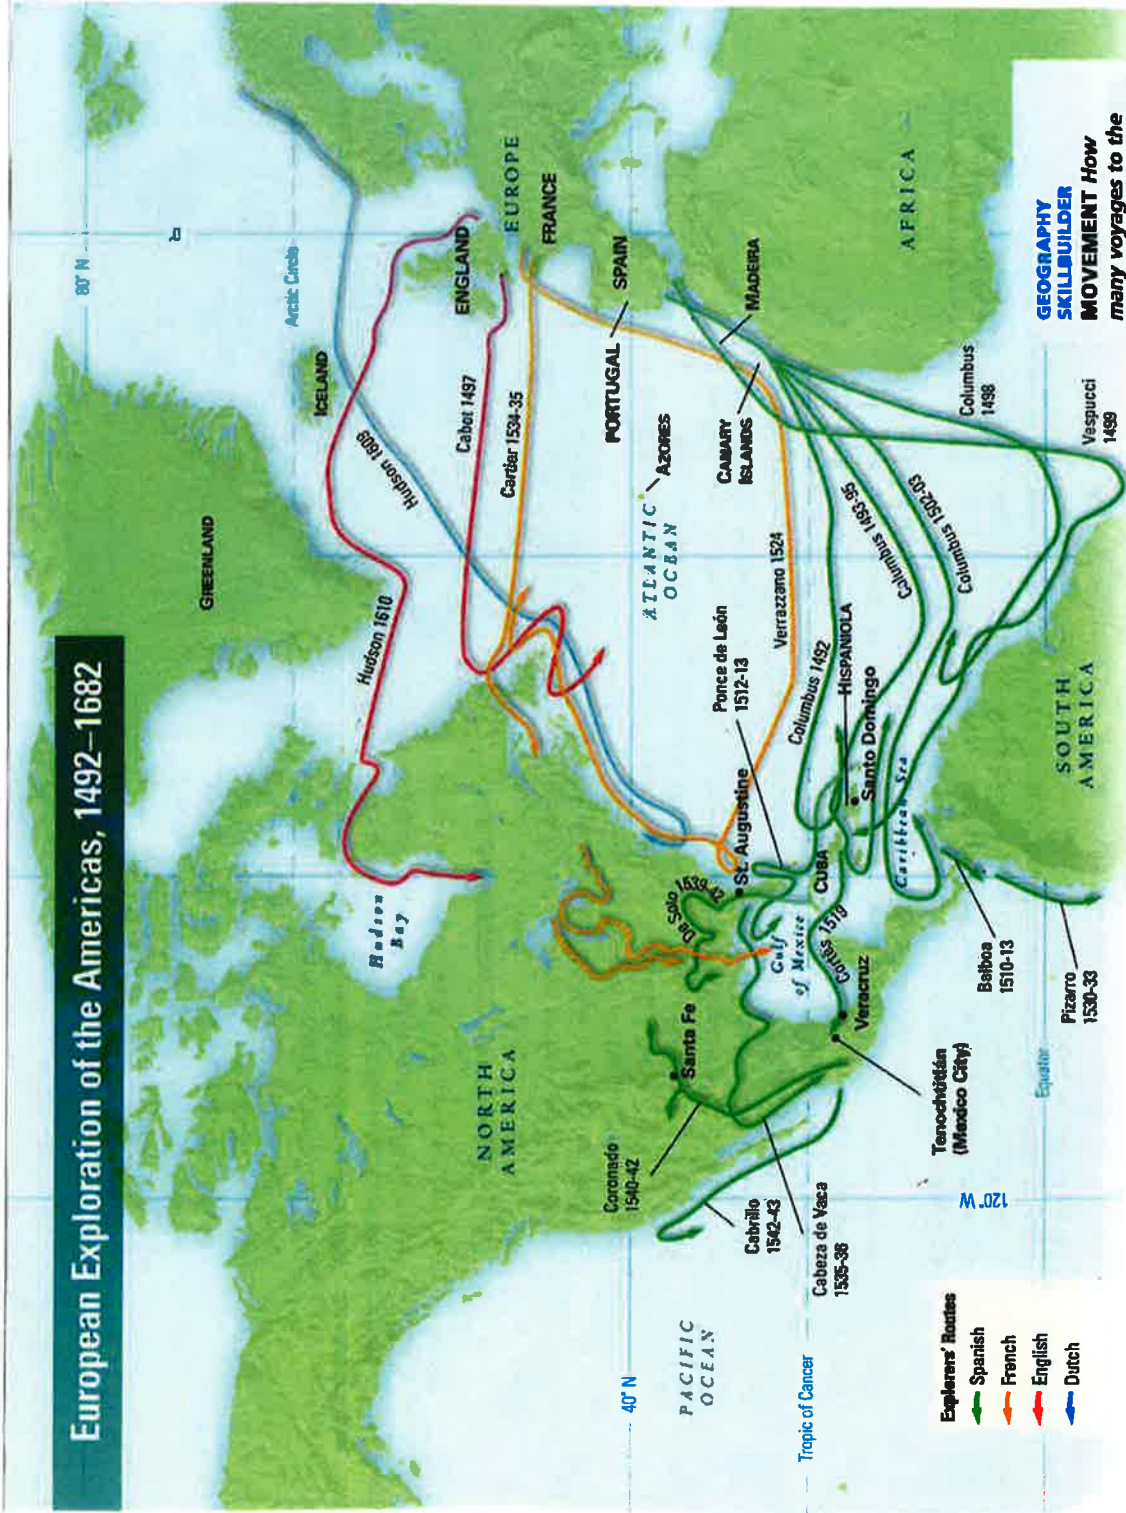 European Exploration of the Americas, 1492–1682
80° N
Arctic Circle
GREENLAND
ICELAND
Hudson 1610
Hudson 1609
Cabot 1497
Cartier 1534-35
ENGLAND
EUROPE
FRANCE
PORTUGAL
SPAIN
AZORES
MADEIRA
CANARY
ISLANDS
AFRICA
ATLANTIC
OCEAN
Hudson
Bay
NORTH
AMERICA
Verrazzano 1524
Ponce de León
1512-13
Columbus 1492
Columbus 1493-95
Columbus 1502-03
Columbus
1498
Vespucci
1499
HISPANIOLA
Santo Domingo
St. Augustine
De Soto 1539-42
CUBA
Gulf
of Mexico
Cortés 1519
Caribbean Sea
SOUTH
AMERICA
Santa Fe
Veracruz
Tenochtitlán
(Mexico City)
Balboa
1510-13
Pizarro
1530-33
Equator
Coronado
1540-42
Cabrillo
1542-43
Cabeza de Vaca
1535-36
120° W
40° N
PACIFIC
OCEAN
Tropic of Cancer
Explorers' Routes
Spanish
French
English
Dutch
GEOGRAPHY
SKILLBUILDER
MOVEMENT How
many voyages to the